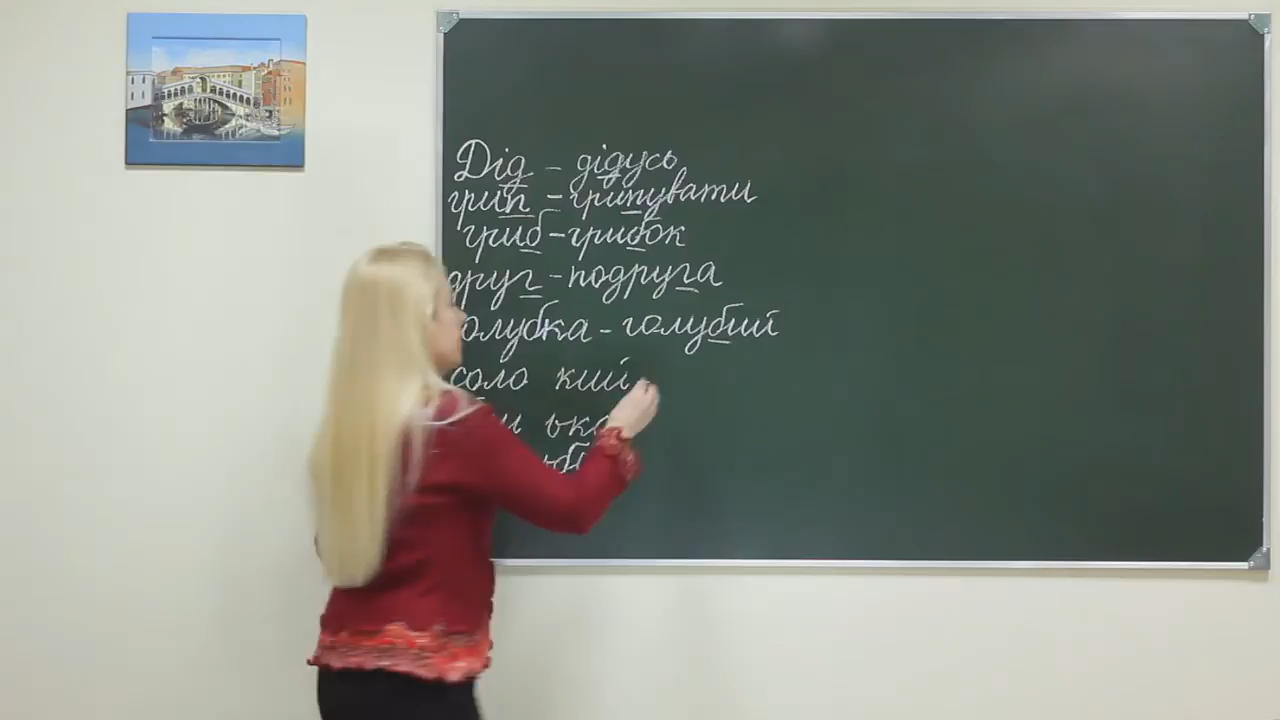 Дід - дідусь
грип - грипувати
гриб - грибок
друг - подруга
голубка - голубий
соло кий